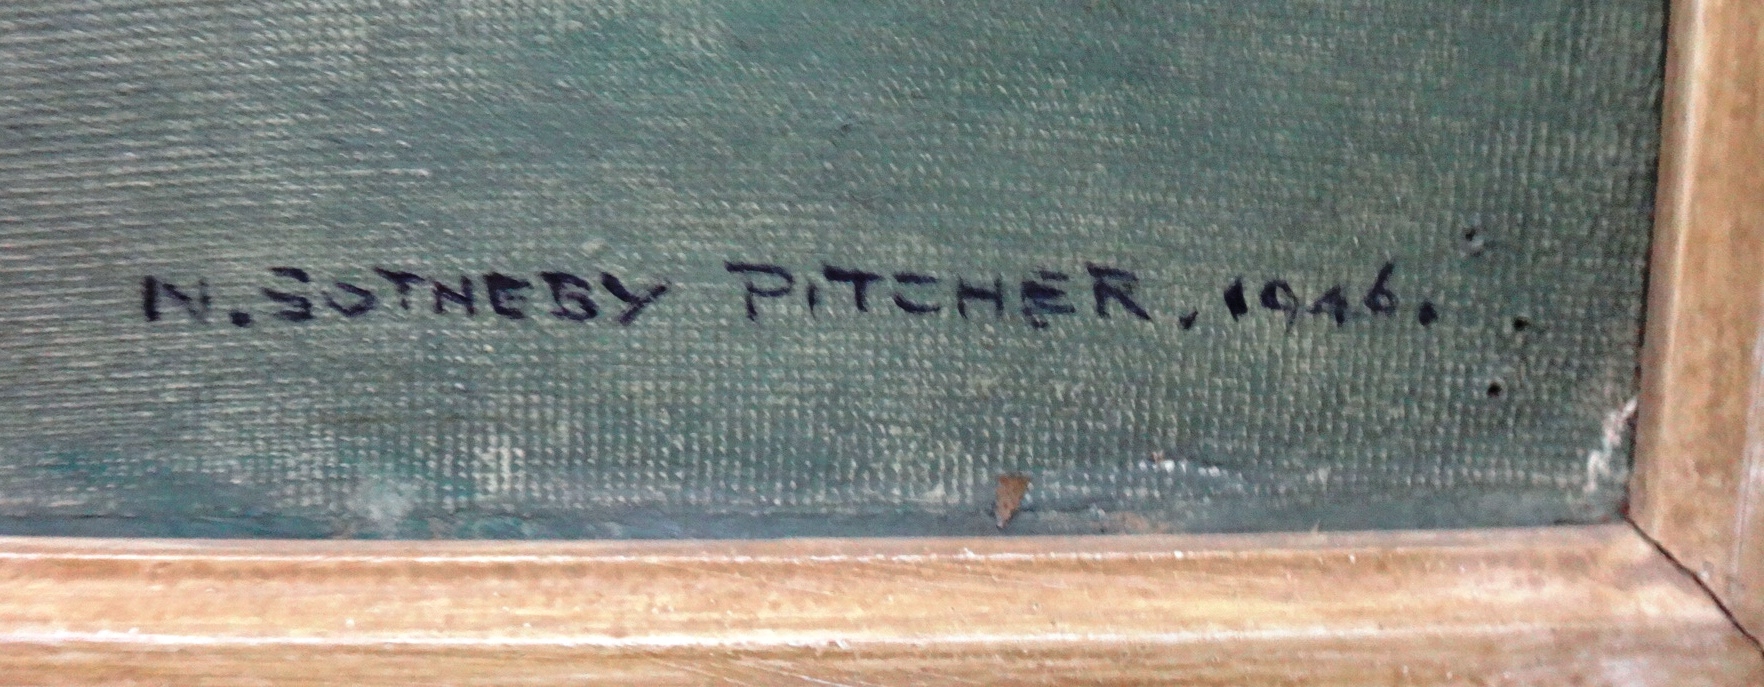 N. SOTHEBY PITCHER, 1946.